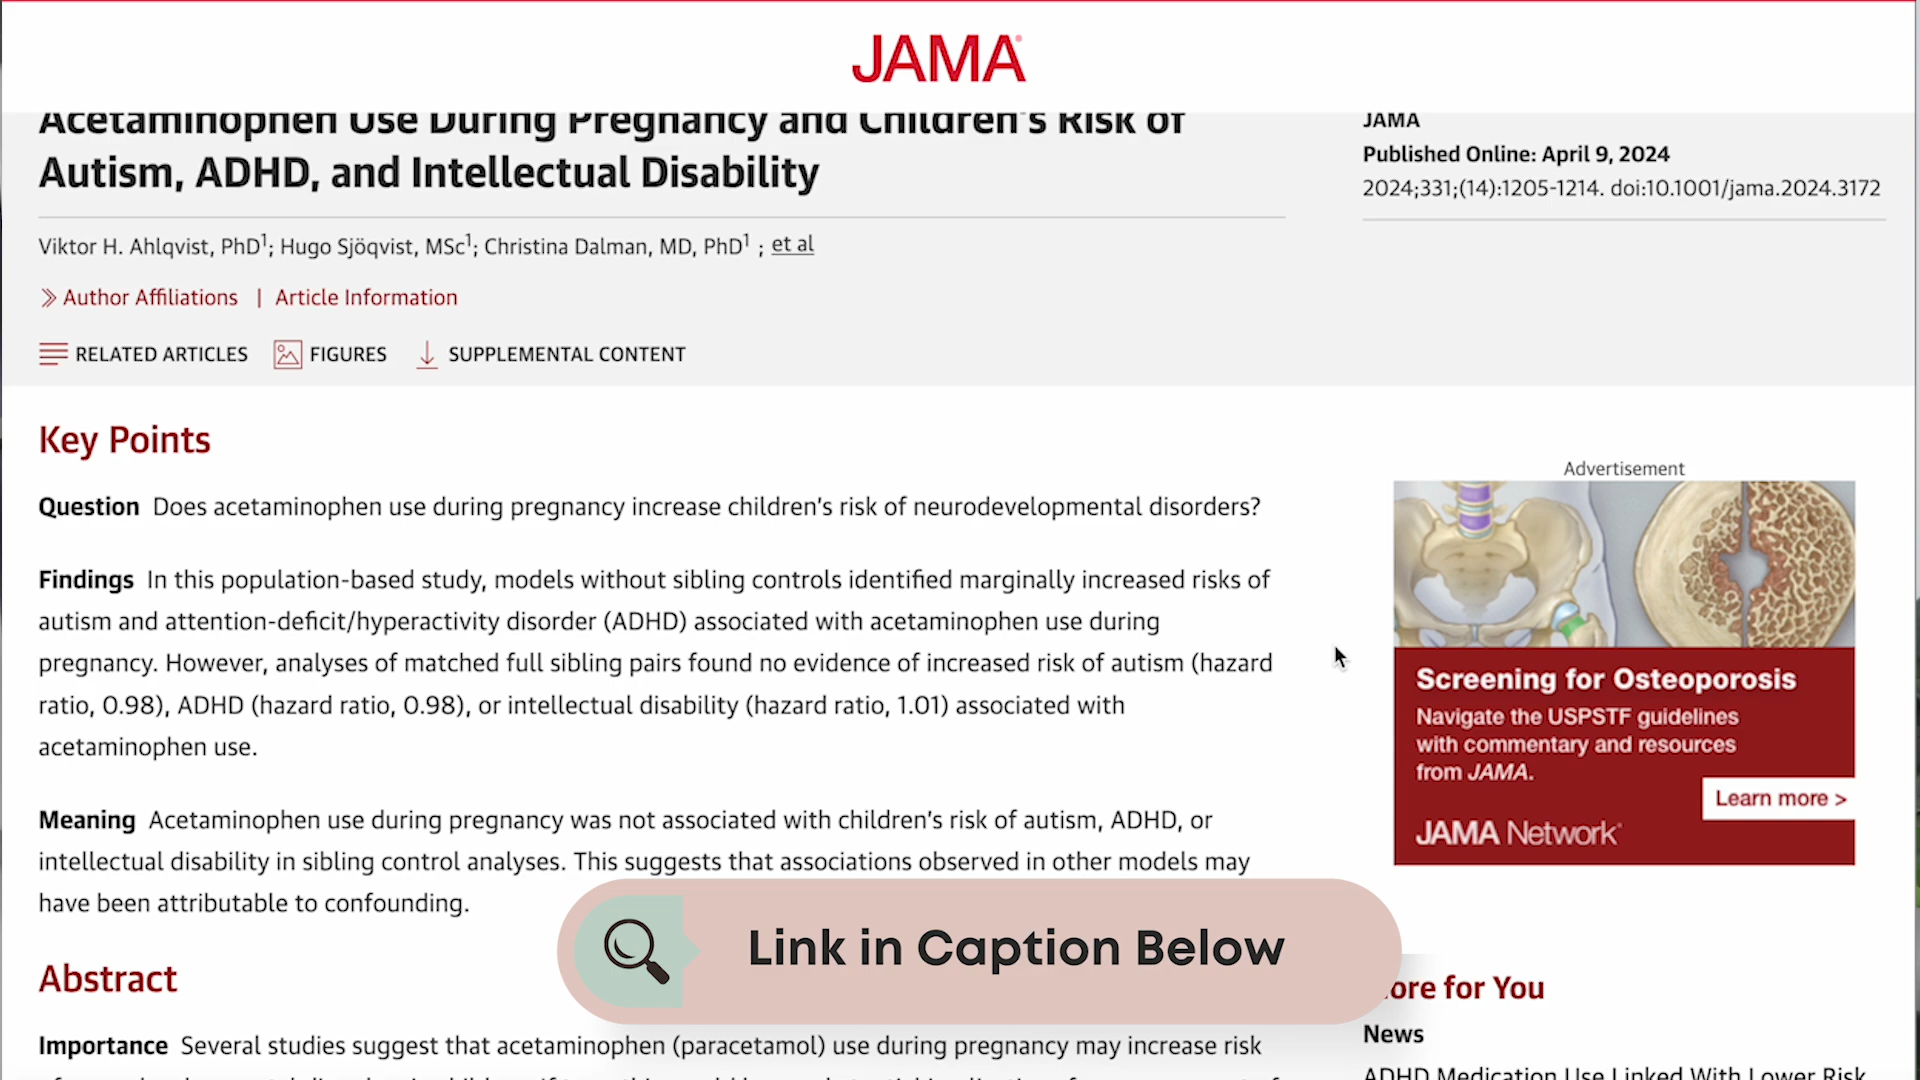 JAMA
Acetaminophen Use During Pregnancy and Children's Risk of
Autism, ADHD, and Intellectual Disability
Viktor H. Ahlqvist, PhD1; Hugo Sjöqvist, MSc1; Christina Dalman, MD, PhD1 ; et al
Author Affiliations | Article Information
RELATED ARTICLES FIGURES SUPPLEMENTAL CONTENT
JAMA
Published Online: April 9, 2024
2024;331;(14):1205-1214. doi:10.1001/jama.2024.3172
Key Points
Question Does acetaminophen use during pregnancy increase children's risk of neurodevelopmental disorders?
Findings In this population-based study, models without sibling controls identified marginally increased risks of
autism and attention-deficit/hyperactivity disorder (ADHD) associated with acetaminophen use during
pregnancy. However, analyses of matched full sibling pairs found no evidence of increased risk of autism (hazard
ratio, 0.98), ADHD (hazard ratio, 0.98), or intellectual disability (hazard ratio, 1.01) associated with
acetaminophen use.
Meaning Acetaminophen use during pregnancy was not associated with children's risk of autism, ADHD, or
intellectual disability in sibling control analyses. This suggests that associations observed in other models may
have been attributable to confounding.
Abstract
Importance Several studies suggest that acetaminophen (paracetamol) use during pregnancy may increase risk
Advertisement
Screening for Osteoporosis
Navigate the USPSTF guidelines
with commentary and resources
from JAMA.
Learn more >
JAMA Network
Link in Caption Below
ore for You
News
ADHD Medication Use Linked With Lower Risk